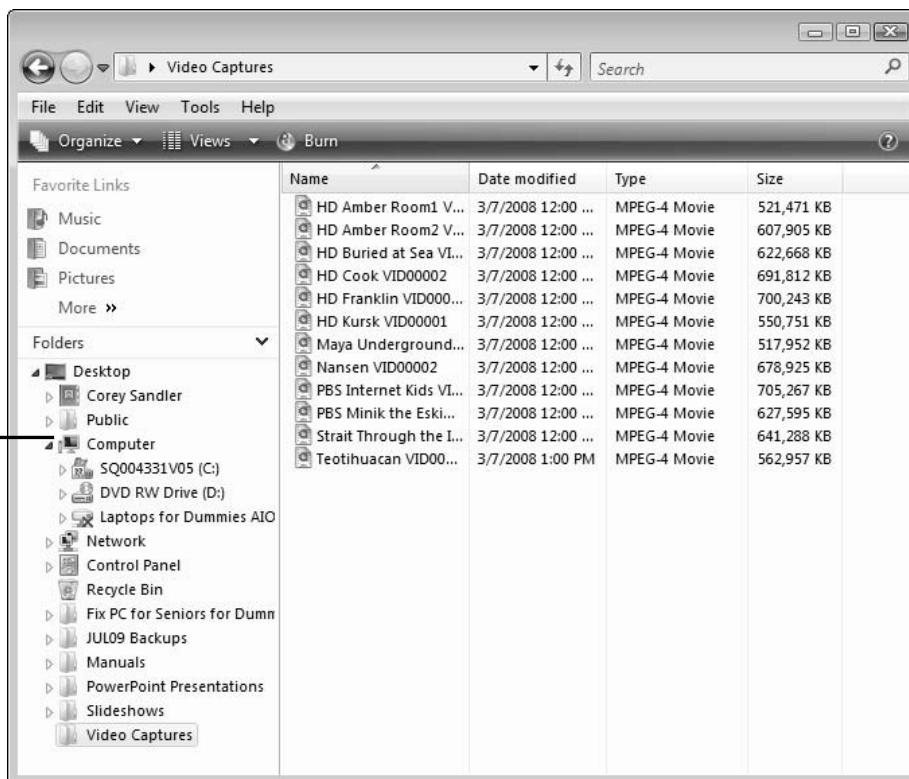 Video Captures
Search
File Edit View Tools Help
Organize Views Burn
Favorite Links
Music
Documents
Pictures
More »
Folders
Desktop
Corey Sandler
Public
Computer
SQ004331V05 (C:)
DVD RW Drive (D:)
Laptops for Dummies AIO
Network
Control Panel
Recycle Bin
Fix PC for Seniors for Dumm
JUL09 Backups
Manuals
PowerPoint Presentations
Slideshows
Video Captures
Name Date modified Type Size
HD Amber Room1 V... 3/7/2008 12:00 ... MPEG-4 Movie 521,471 KB
HD Amber Room2 V... 3/7/2008 12:00 ... MPEG-4 Movie 607,905 KB
HD Buried at Sea VI... 3/7/2008 12:00 ... MPEG-4 Movie 622,668 KB
HD Cook VID00002 3/7/2008 12:00 ... MPEG-4 Movie 691,812 KB
HD Franklin VID000... 3/7/2008 12:00 ... MPEG-4 Movie 700,243 KB
HD Kursk VID00001 3/7/2008 12:00 ... MPEG-4 Movie 550,751 KB
Maya Underground... 3/7/2008 12:00 ... MPEG-4 Movie 517,952 KB
Nansen VID00002 3/7/2008 12:00 ... MPEG-4 Movie 678,925 KB
PBS Internet Kids VI... 3/7/2008 12:00 ... MPEG-4 Movie 705,267 KB
PBS Minik the Eski... 3/7/2008 12:00 ... MPEG-4 Movie 627,595 KB
Strait Through the I... 3/7/2008 12:00 ... MPEG-4 Movie 641,288 KB
Teotihuacan VID00... 3/7/2008 1:00 PM MPEG-4 Movie 562,957 KB